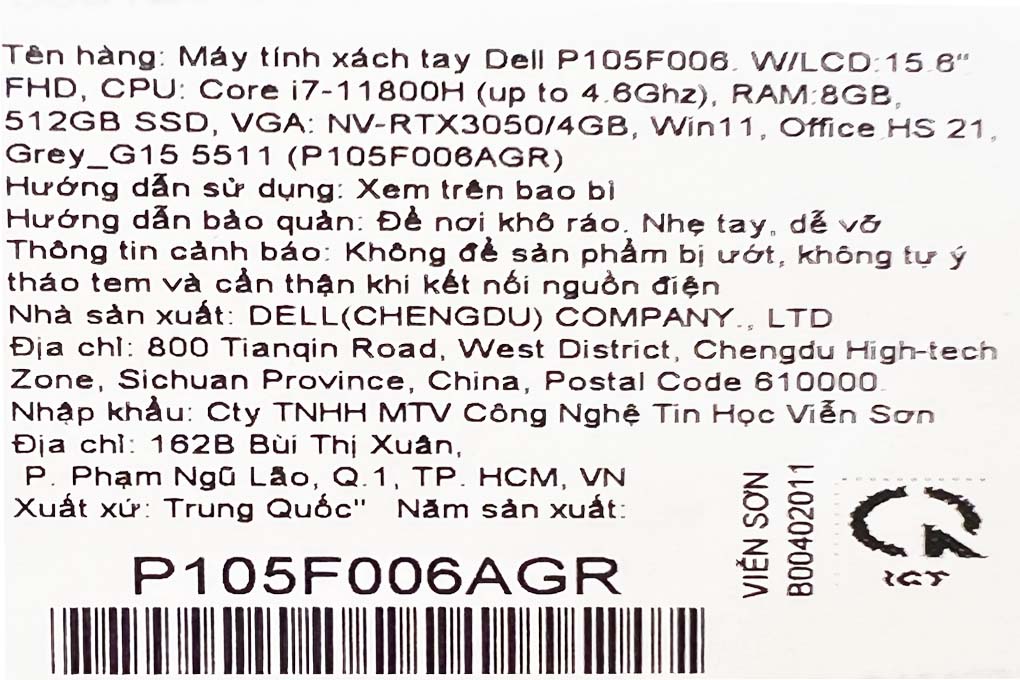 Tên hàng: Máy tính xách tay Dell P105F006. W/LCD:15.6"
FHD, CPU: Core i7-11800H (up to 4.6Ghz), RAM:8GB,
512GB SSD, VGA: NV-RTX3050/4GB, Win11, Office HS 21,
Grey_G15 5511 (P105F006AGR)
Hướng dẫn sử dụng: Xem trên bao bì
Hướng dẫn bảo quản: Để nơi khô ráo. Nhẹ tay, dễ vỡ
Thông tin cảnh báo: Không để sản phẩm bị ướt, không tự ý
tháo tem và cẩn thận khi kết nối nguồn điện
Nhà sản xuất: DELL(CHENGDU) COMPANY., LTD
Địa chỉ: 800 Tianqin Road, West District, Chengdu High-tech
Zone, Sichuan Province, China, Postal Code 610000.
Nhập khẩu: Cty TNHH MTV Công Nghệ Tin Học Viễn Sơn
Địa chỉ: 162B Bùi Thị Xuân,
P. Phạm Ngũ Lão, Q.1, TP. HCM, VN
Xuất xứ: Trung Quốc" Năm sản xuất:
P105F006AGR
VIỄN SƠN
B00402011
CR
ICT